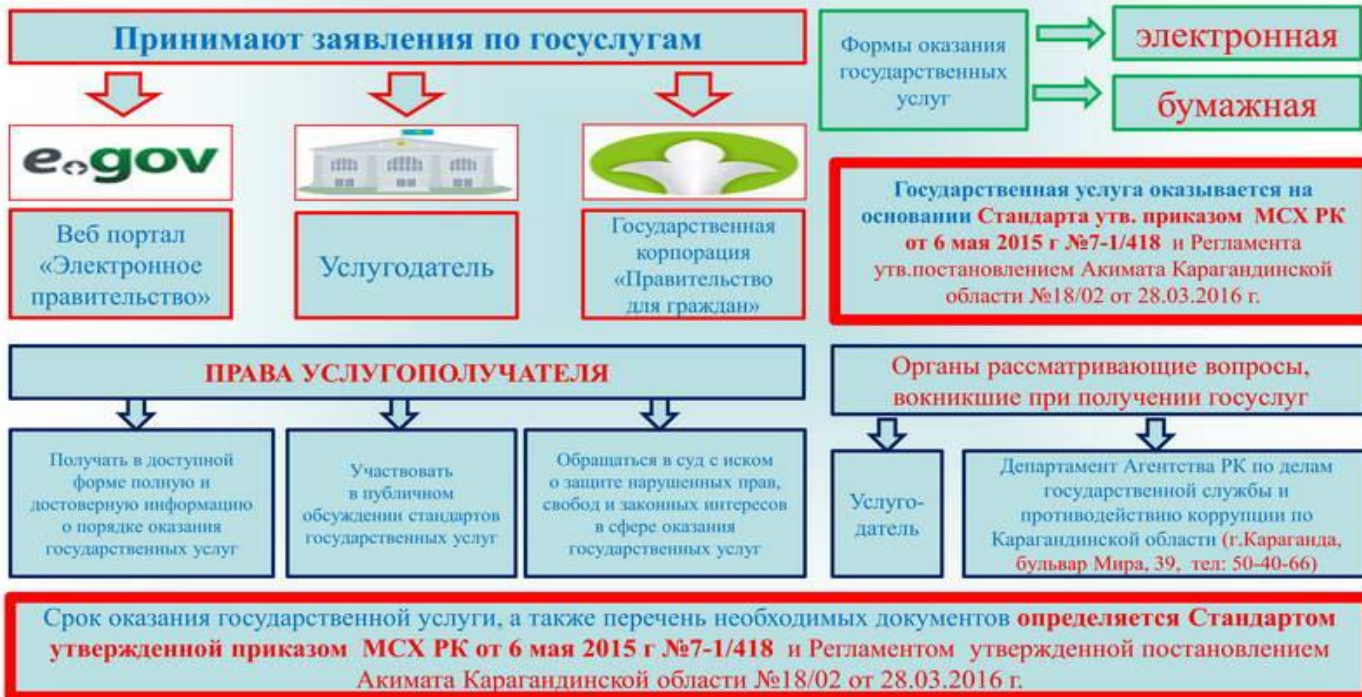 Принимают заявления по госуслугам
e.gov
Веб портал
«Электронное
правительство»
Услугодатель
Государственная
корпорация
«Правительство
для граждан»
Формы оказания
государственных
услуг
электронная
бумажная
Государственная услуга оказывается на
основании Стандарта утв. приказом МСХ РК
от 6 мая 2015 г №7-1/418 и Регламента
утв.постановлением Акимата Карагандинской
области №18/02 от 28.03.2016 г.
ПРАВА УСЛУГОПОЛУЧАТЕЛЯ
Получать в доступной
форме полную и
достоверную информацию
о порядке оказания
государственных услуг
Участвовать
в публичном
обсуждении стандартов
государственных услуг
Обращаться в суд с иском
о защите нарушенных прав,
свобод и законных интересов
в сфере оказания
государственных услуг
Органы рассматривающие вопросы,
вокникшие при получении госуслуг
Услуго-
датель
Департамент Агентства РК по делам
государственной службы и
противодействию коррупции по
Карагандинской области (г.Караганда,
бульвар Мира, 39, тел: 50-40-66)
Срок оказания государственной услуги, а также перечень необходимых документов определяется Стандартом
утвержденной приказом МСХ РК от 6 мая 2015 г №7-1/418 и Регламентом утвержденной постановлением
Акимата Карагандинской области №18/02 от 28.03.2016 г.